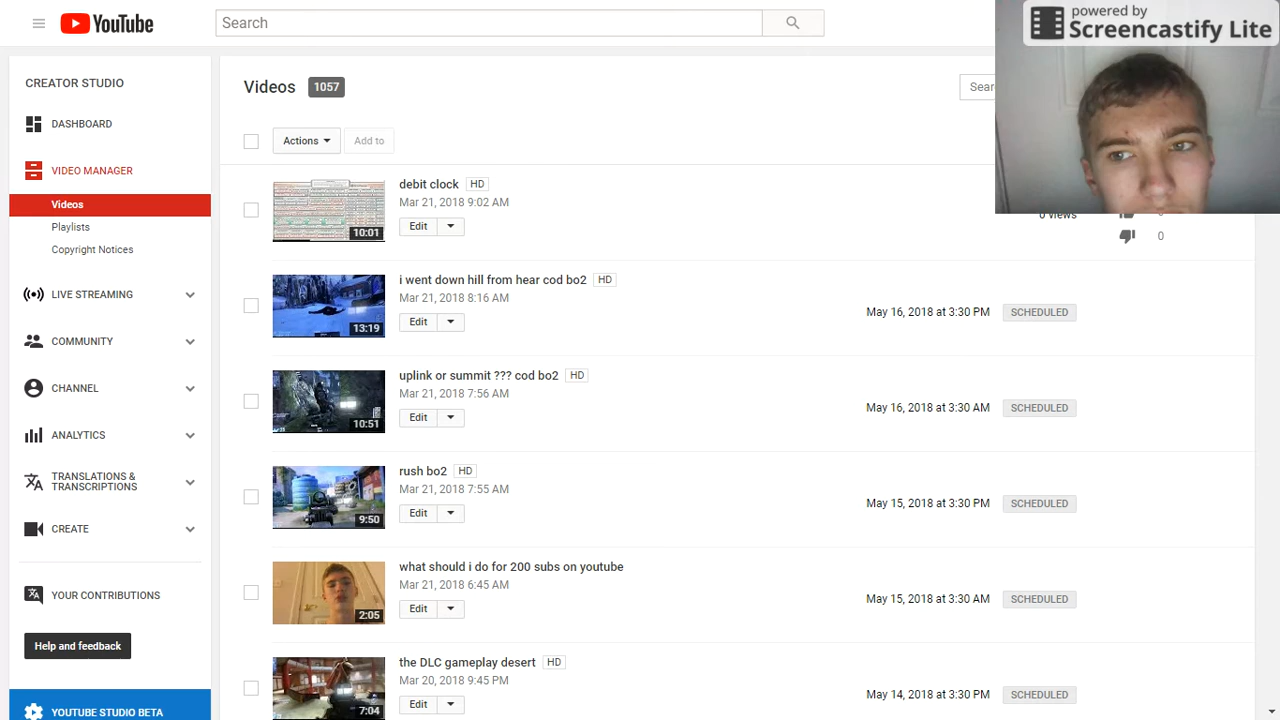 YouTube
Search
powered by
Screencastify Lite
CREATOR STUDIO
DASHBOARD
VIDEO MANAGER
Videos
Playlists
Copyright Notices
LIVE STREAMING
COMMUNITY
CHANNEL
ANALYTICS
TRANSLATIONS &
TRANSCRIPTIONS
CREATE
YOUR CONTRIBUTIONS
Help and feedback
YOUTUBE STUDIO BETA
Videos 1057
Sear
Actions Add to
debit clock HD
Mar 21, 2018 9:02 AM
Edit
10:01
0 views
0
i went down hill from hear cod bo2 HD
Mar 21, 2018 8:16 AM
Edit
13:19
May 16, 2018 at 3:30 PM SCHEDULED
uplink or summit ??? cod bo2 HD
Mar 21, 2018 7:56 AM
Edit
10:51
May 16, 2018 at 3:30 AM SCHEDULED
rush bo2 HD
Mar 21, 2018 7:55 AM
Edit
9:50
May 15, 2018 at 3:30 PM SCHEDULED
what should i do for 200 subs on youtube
Mar 21, 2018 6:45 AM
Edit
2:05
May 15, 2018 at 3:30 AM SCHEDULED
the DLC gameplay desert HD
Mar 20, 2018 9:45 PM
Edit
7:04
May 14, 2018 at 3:30 PM SCHEDULED